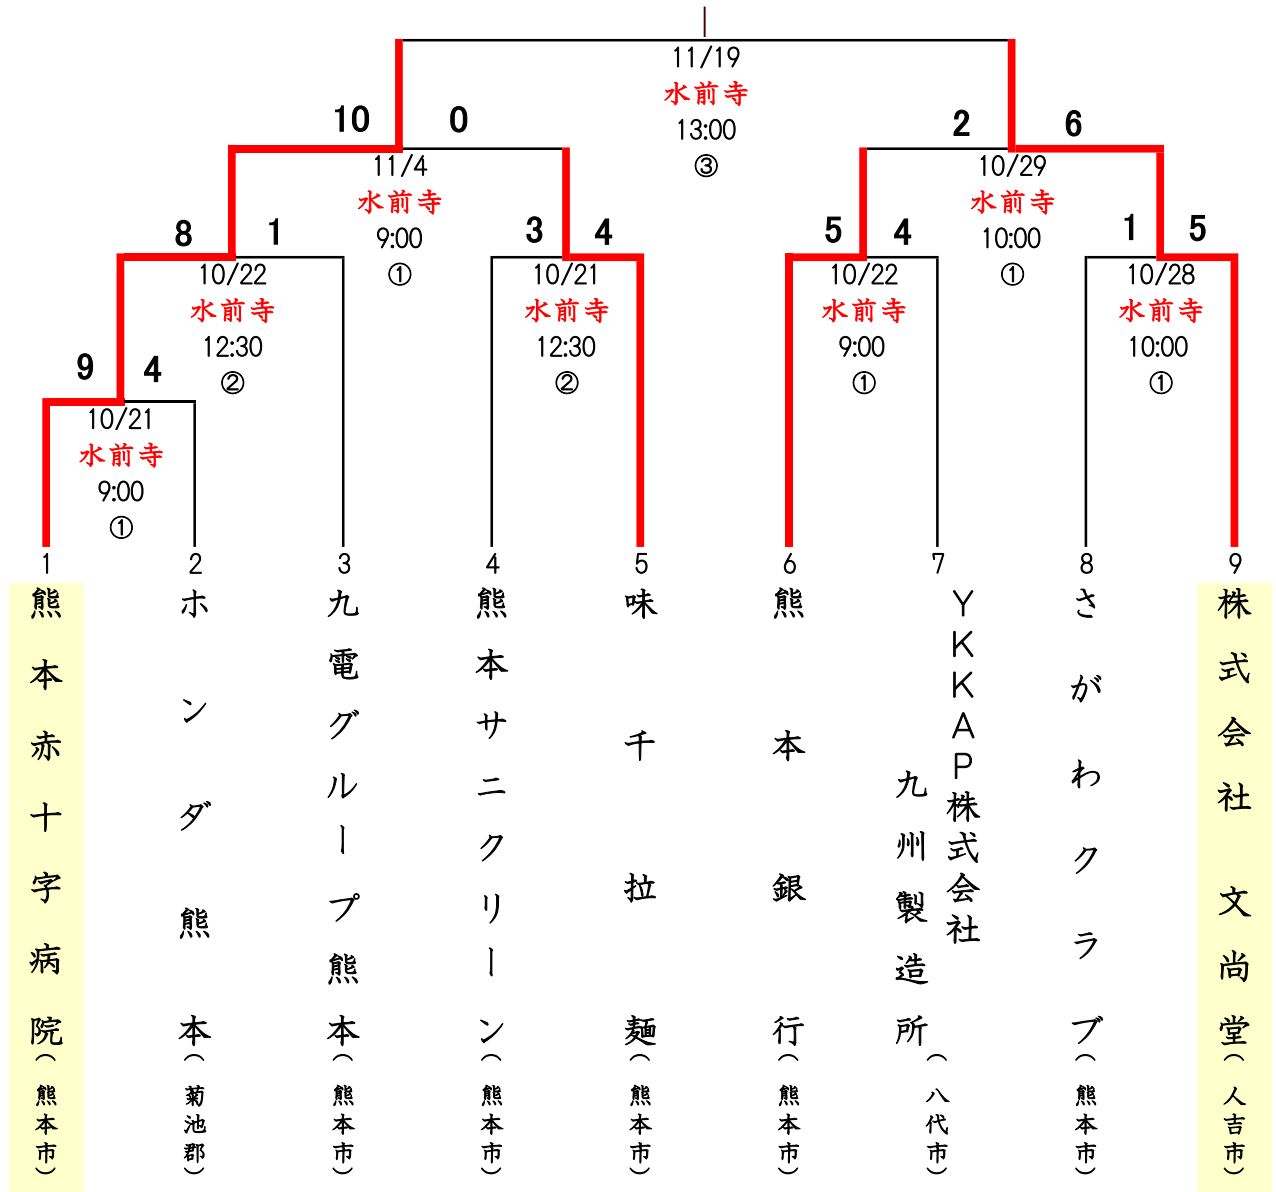 11/19
水前寺
13:00
③
10 0
11/4
水前寺
9:00
①
2 6
10/29
水前寺
10:00
①
8 1
10/22
水前寺
12:30
②
3 4
10/21
水前寺
12:30
②
5 4
10/22
水前寺
9:00
①
1 5
10/28
水前寺
10:00
①
9 4
10/21
水前寺
9:00
①
1
熊本赤十字病院
(熊本市)
2
ホンダ熊本
(菊池郡)
3
九電グループ熊本
(熊本市)
4
熊本サニクリーン
(熊本市)
5
味千拉麺
(熊本市)
6
熊本銀行
(熊本市)
7
YKKAP株式会社
九州製造所
(八代市)
8
さがわクラブ
(熊本市)
9
株式会社 文尚堂
(人吉市)